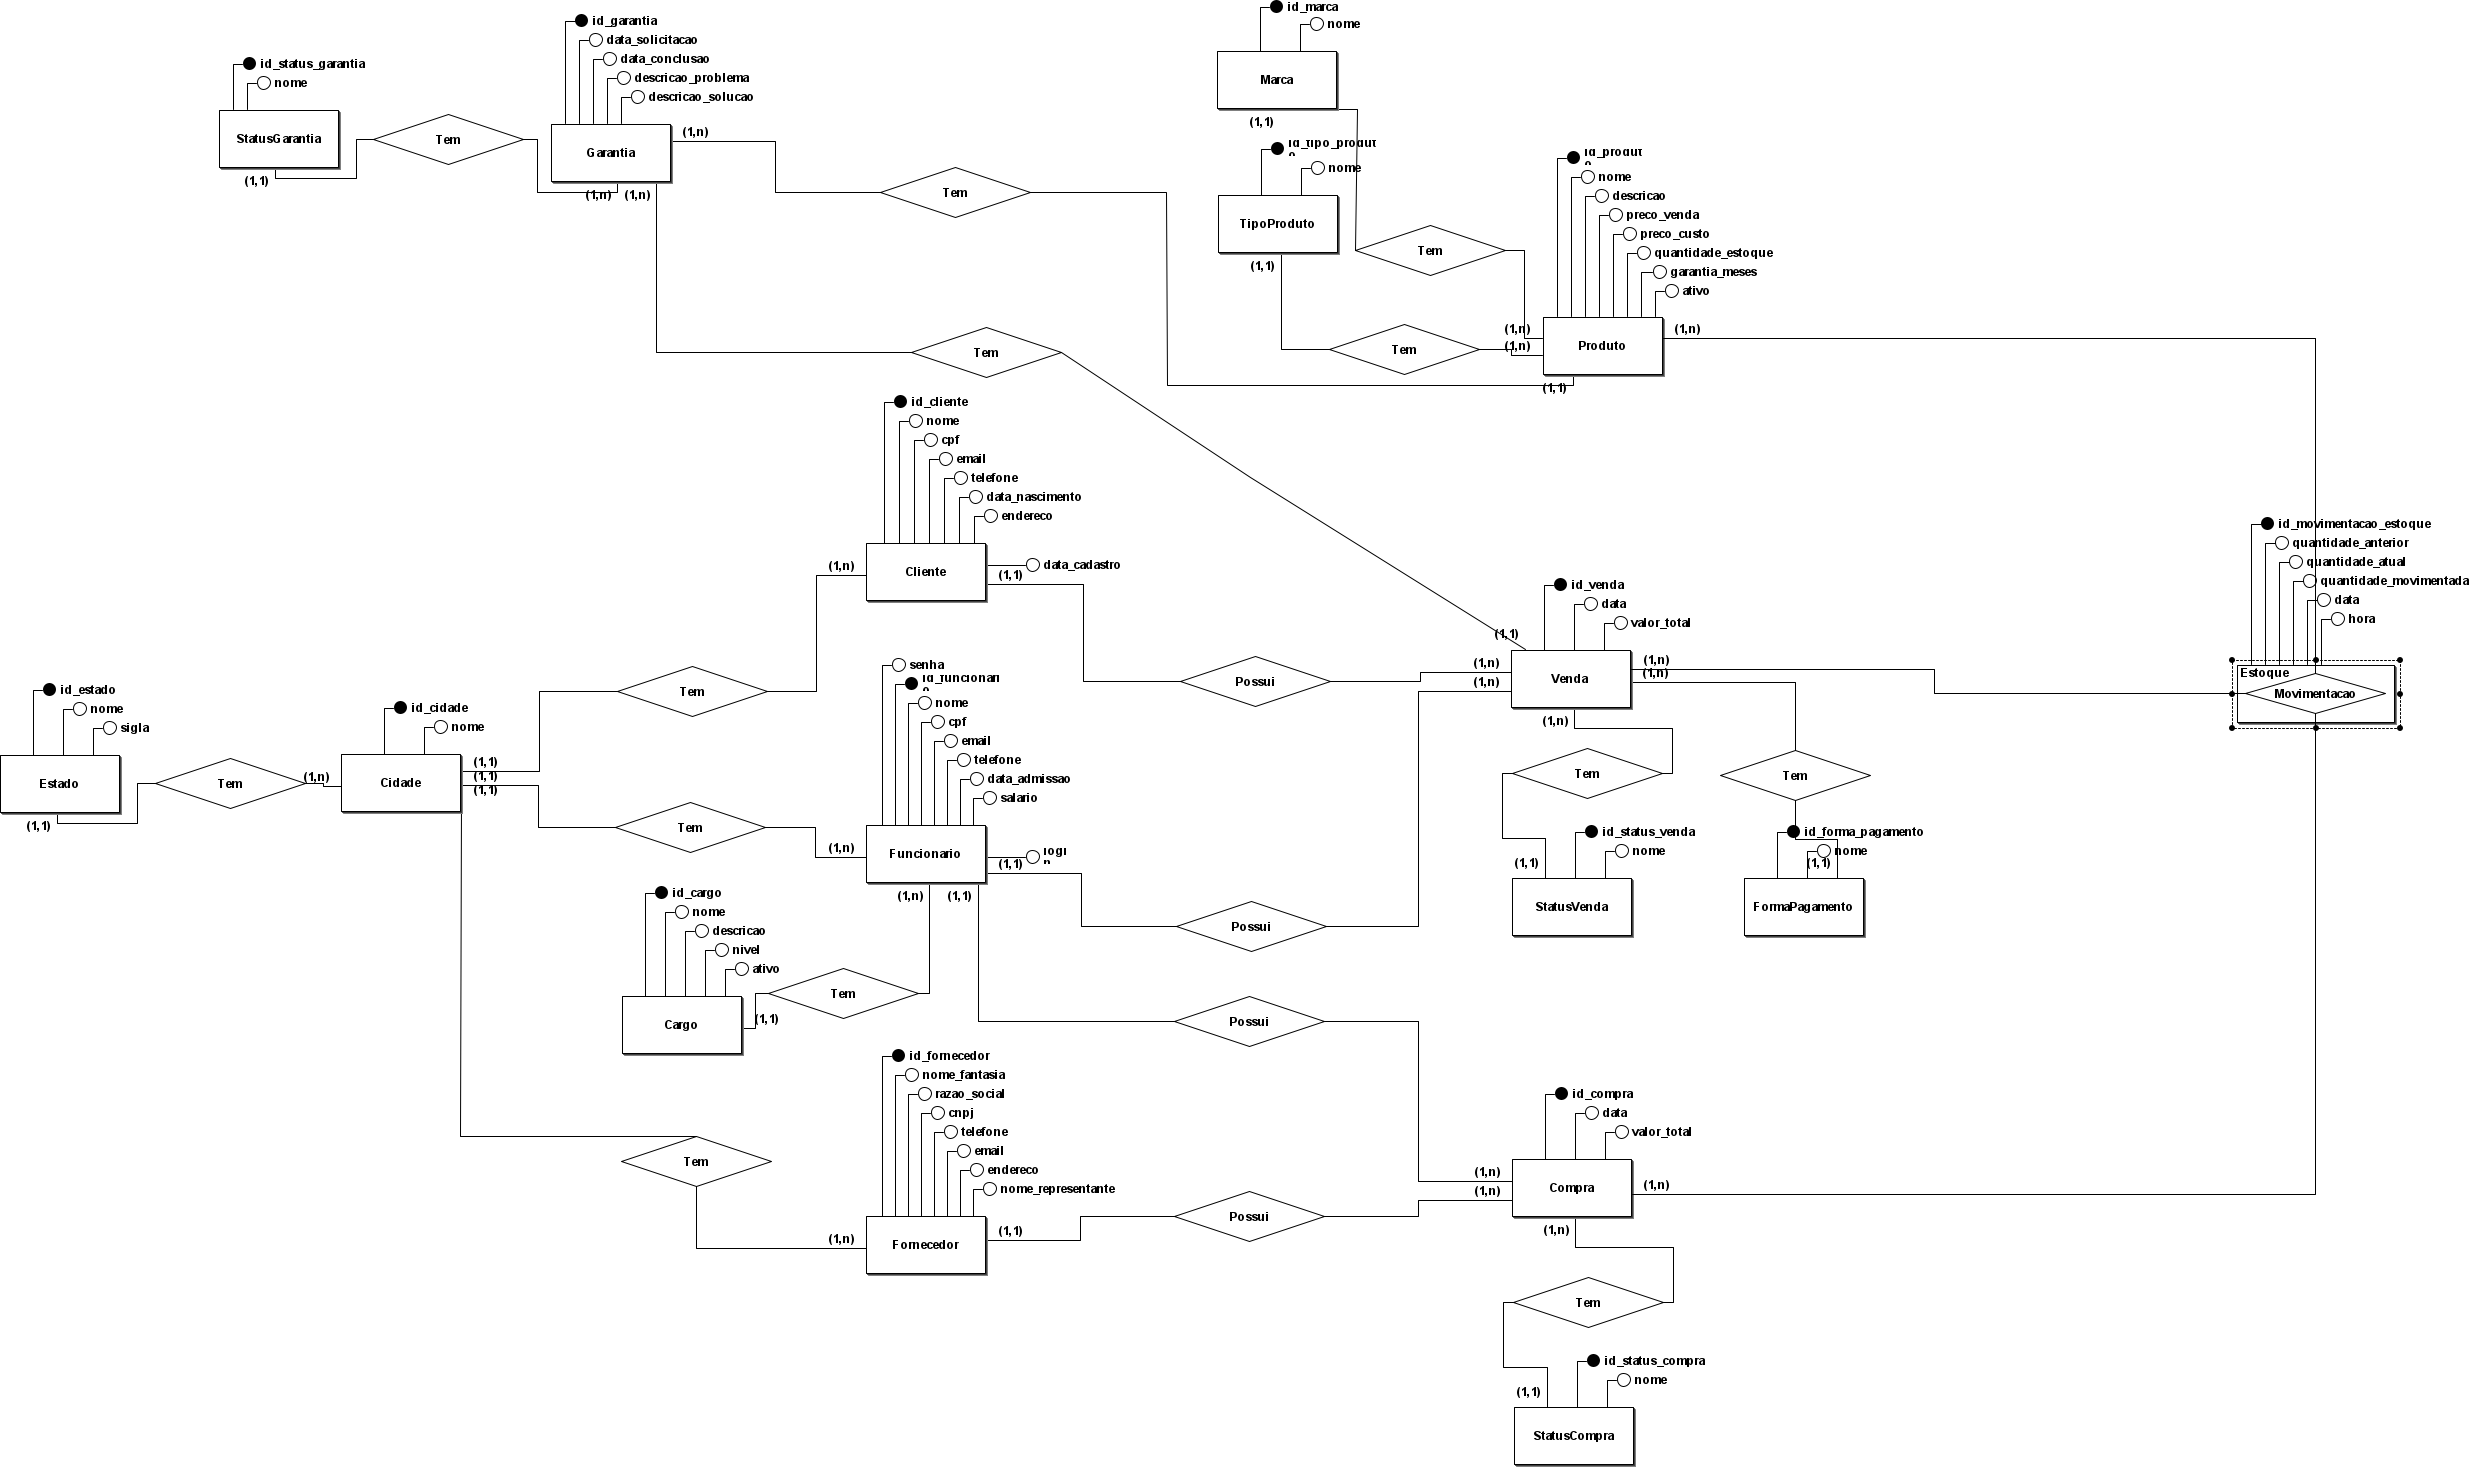 id_garantia
data_solicitacao
data_conclusao
descricao_problema
descricao_solucao
Garantia
(1,n)
(1,n)
(1,n)
id_status_garantia
nome
StatusGarantia
(1,1)
Tem
Tem
Tem
id_marca
nome
Marca
(1,1)
id_tipo_produt
o
nome
TipoProduto
(1,1)
Tem
Tem
id_produt
o
nome
descricao
preco_venda
preco_custo
quantidade_estoque
garantia_meses
ativo
Produto
(1,n)
(1,n)
(1,n)
(1,1)
id_cliente
nome
cpf
email
telefone
data_nascimento
endereco
data_cadastro
Cliente
(1,n)
(1,1)
Tem
Possui
id_estado
nome
sigla
Estado
(1,1)
Tem
(1,n)
id_cidade
nome
Cidade
(1,1)
(1,1)
(1,1)
Tem
senha
id_funcionari
o
nome
cpf
email
telefone
data_admissao
salario
logi
n
Funcionario
(1,n)
(1,1)
(1,n)
(1,1)
Possui
id_cargo
nome
descricao
nivel
ativo
Cargo
(1,1)
Tem
Possui
id_venda
data
valor_total
Venda
(1,1)
(1,n)
(1,n)
(1,n)
(1,n)
(1,n)
Tem
Tem
id_status_venda
nome
StatusVenda
(1,1)
id_forma_pagamento
nome
(1,1)
FormaPagamento
id_movimentacao_estoque
quantidade_anterior
quantidade_atual
quantidade_movimentada
data
hora
Estoque
Movimentacao
id_fornecedor
nome_fantasia
razao_social
cnpj
telefone
email
endereco
nome_representante
Fornecedor
(1,n)
(1,1)
Tem
Possui
id_compra
data
valor_total
Compra
(1,n)
(1,n)
(1,n)
(1,n)
Tem
id_status_compra
nome
(1,1)
StatusCompra